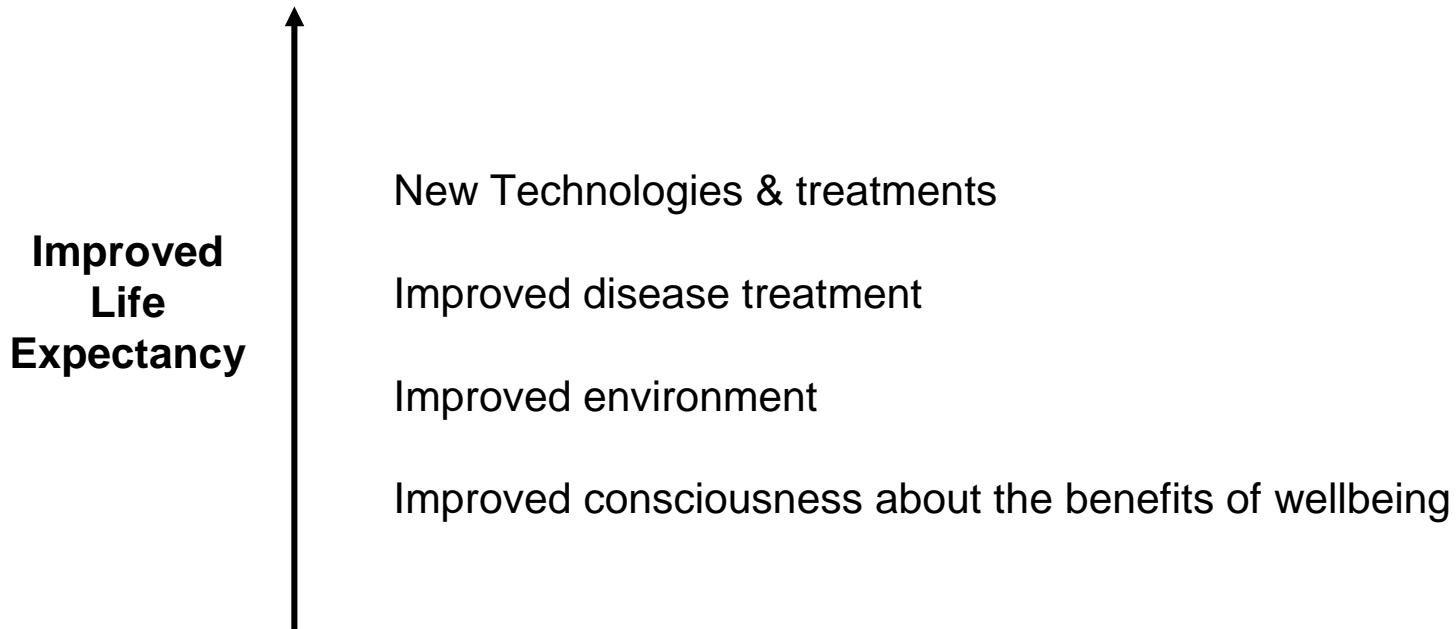 New Technologies & treatments
Improved
Life
Expectancy
Improved disease treatment
Improved environment
Improved consciousness about the benefits of wellbeing